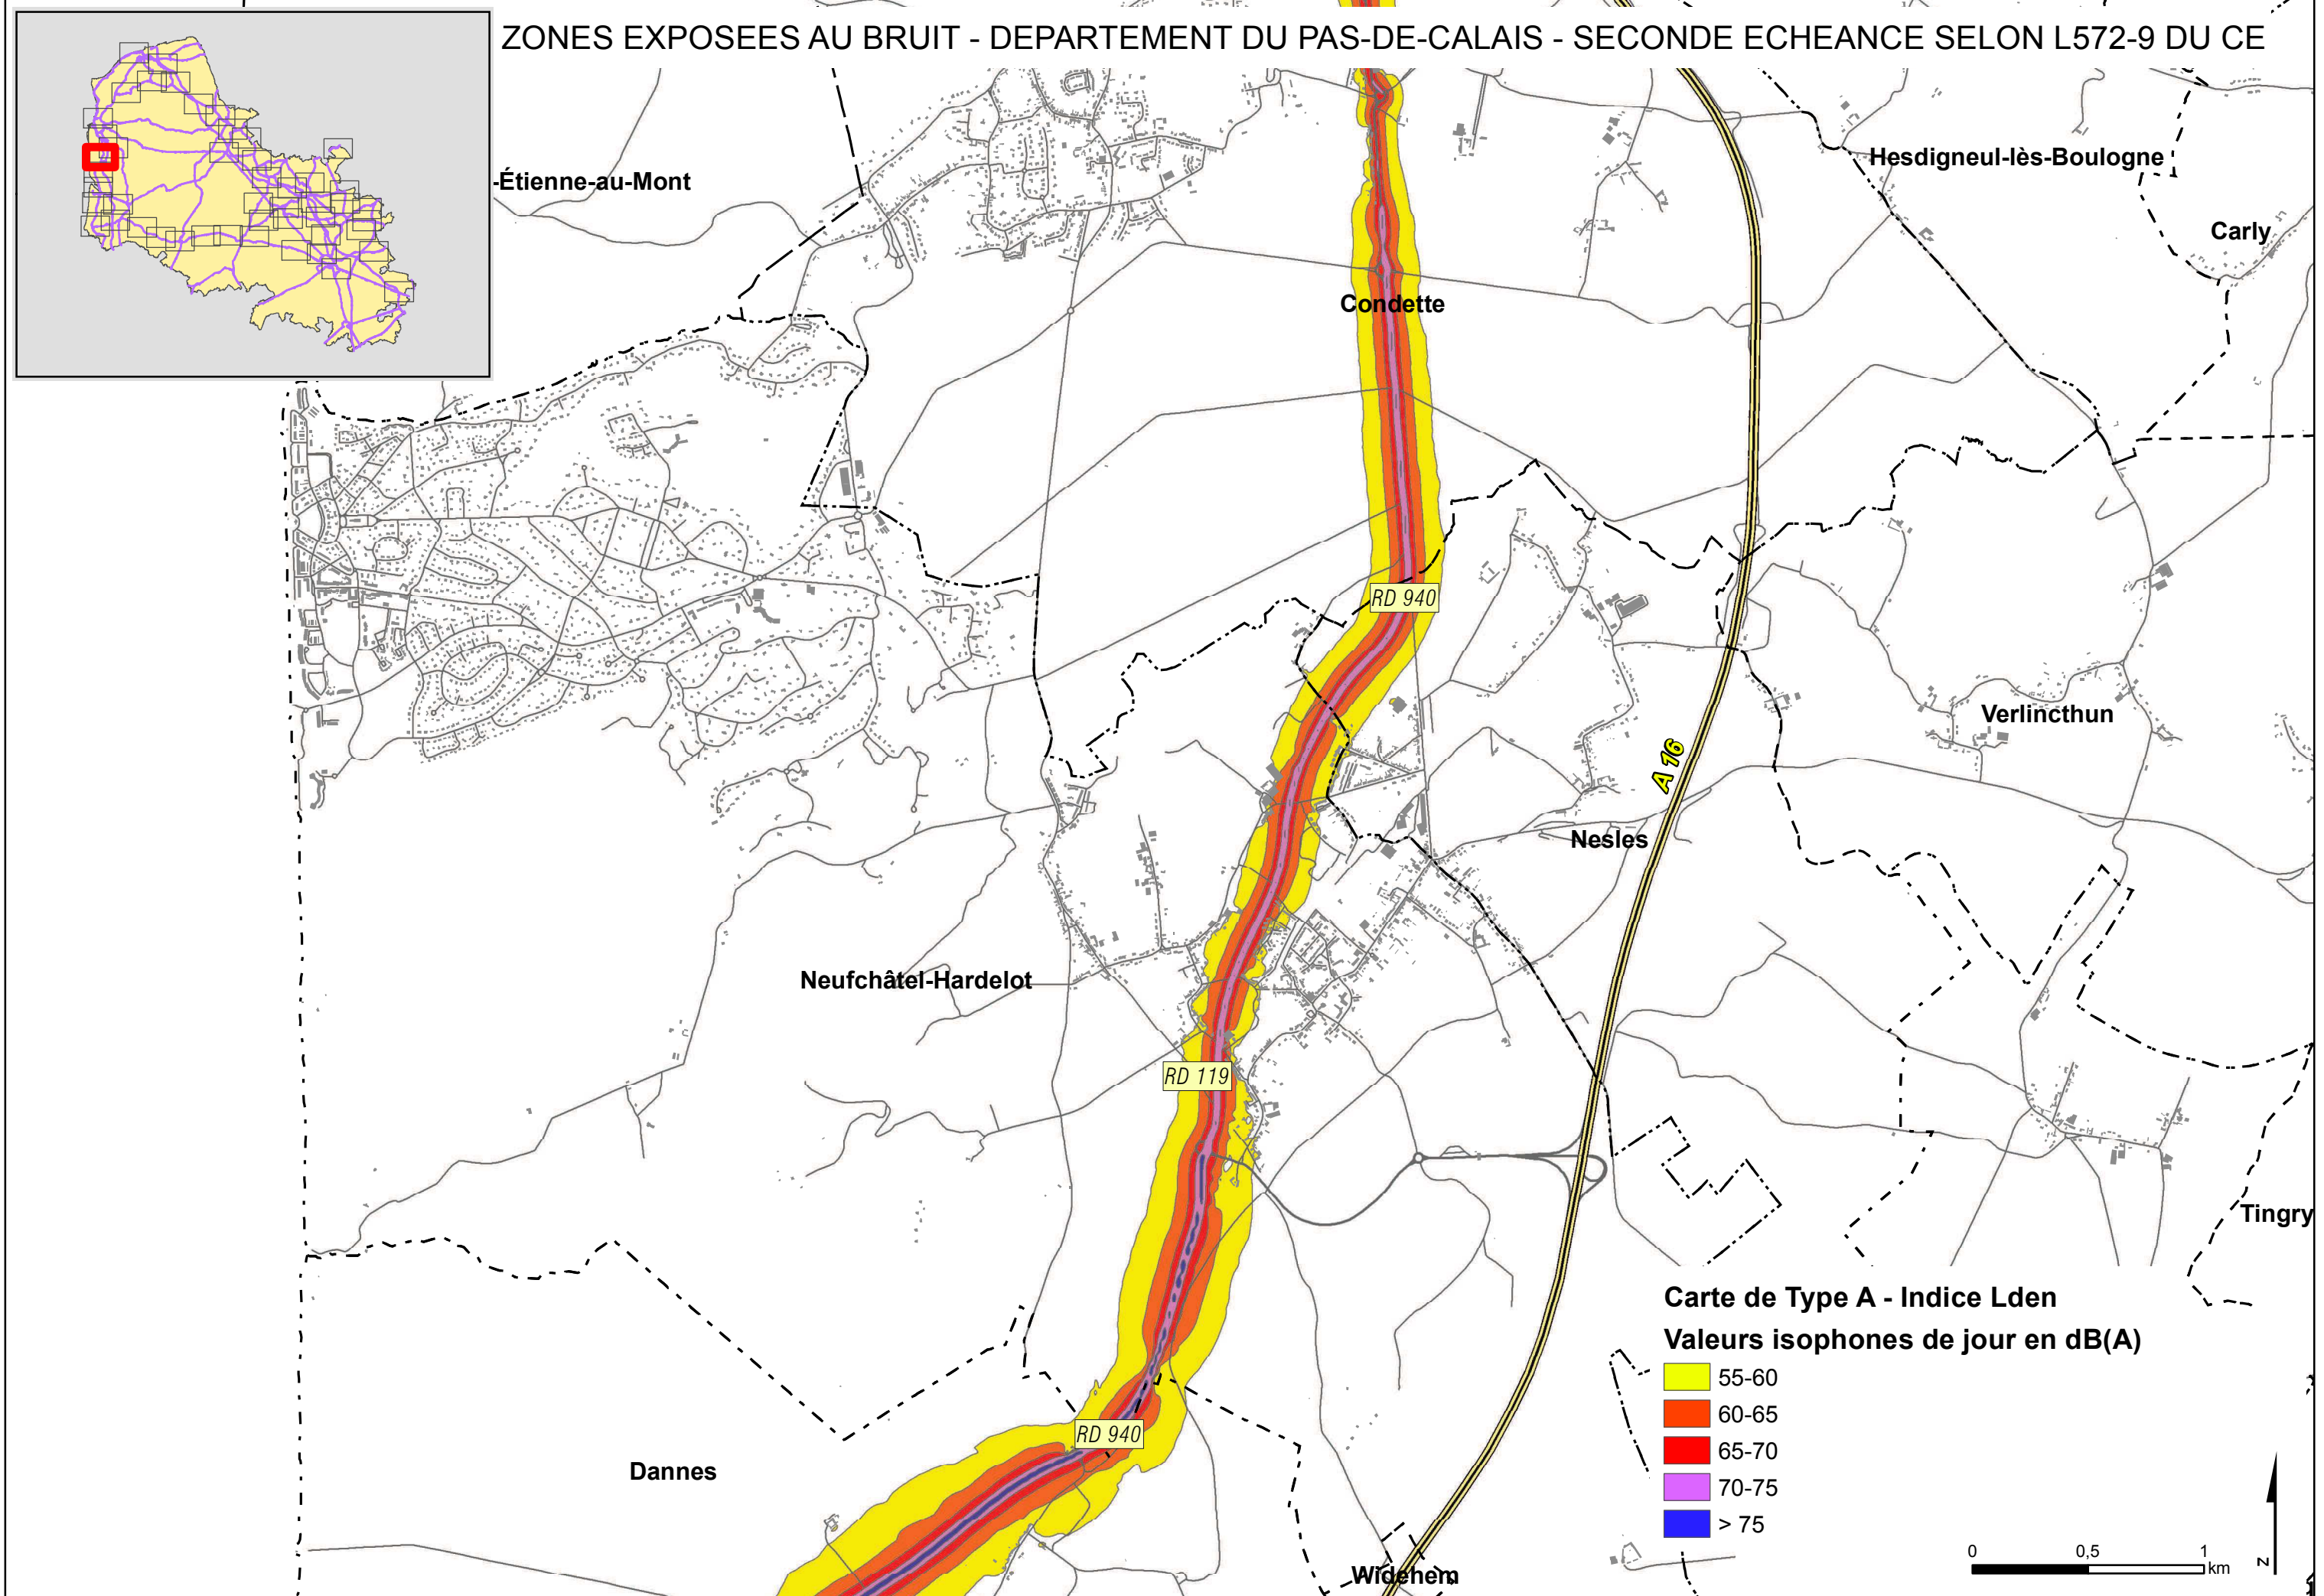 ZONES EXPOSEES AU BRUIT - DEPARTEMENT DU PAS-DE-CALAIS - SECONDE ECHEANCE SELON L572-9 DU CE
Hesdigneul-lès-Boulogne
-Étienne-au-Mont
Carly
Condette
RD 940
Verlincthun
A 16
Nesles
Neufchâtel-Hardelot
RD 119
Tingry
Carte de Type A - Indice Lden
Valeurs isophones de jour en dB(A)
55-60
60-65
65-70
70-75
> 75
RD 940
Dannes
Widehem
0 0,5 1
km
N